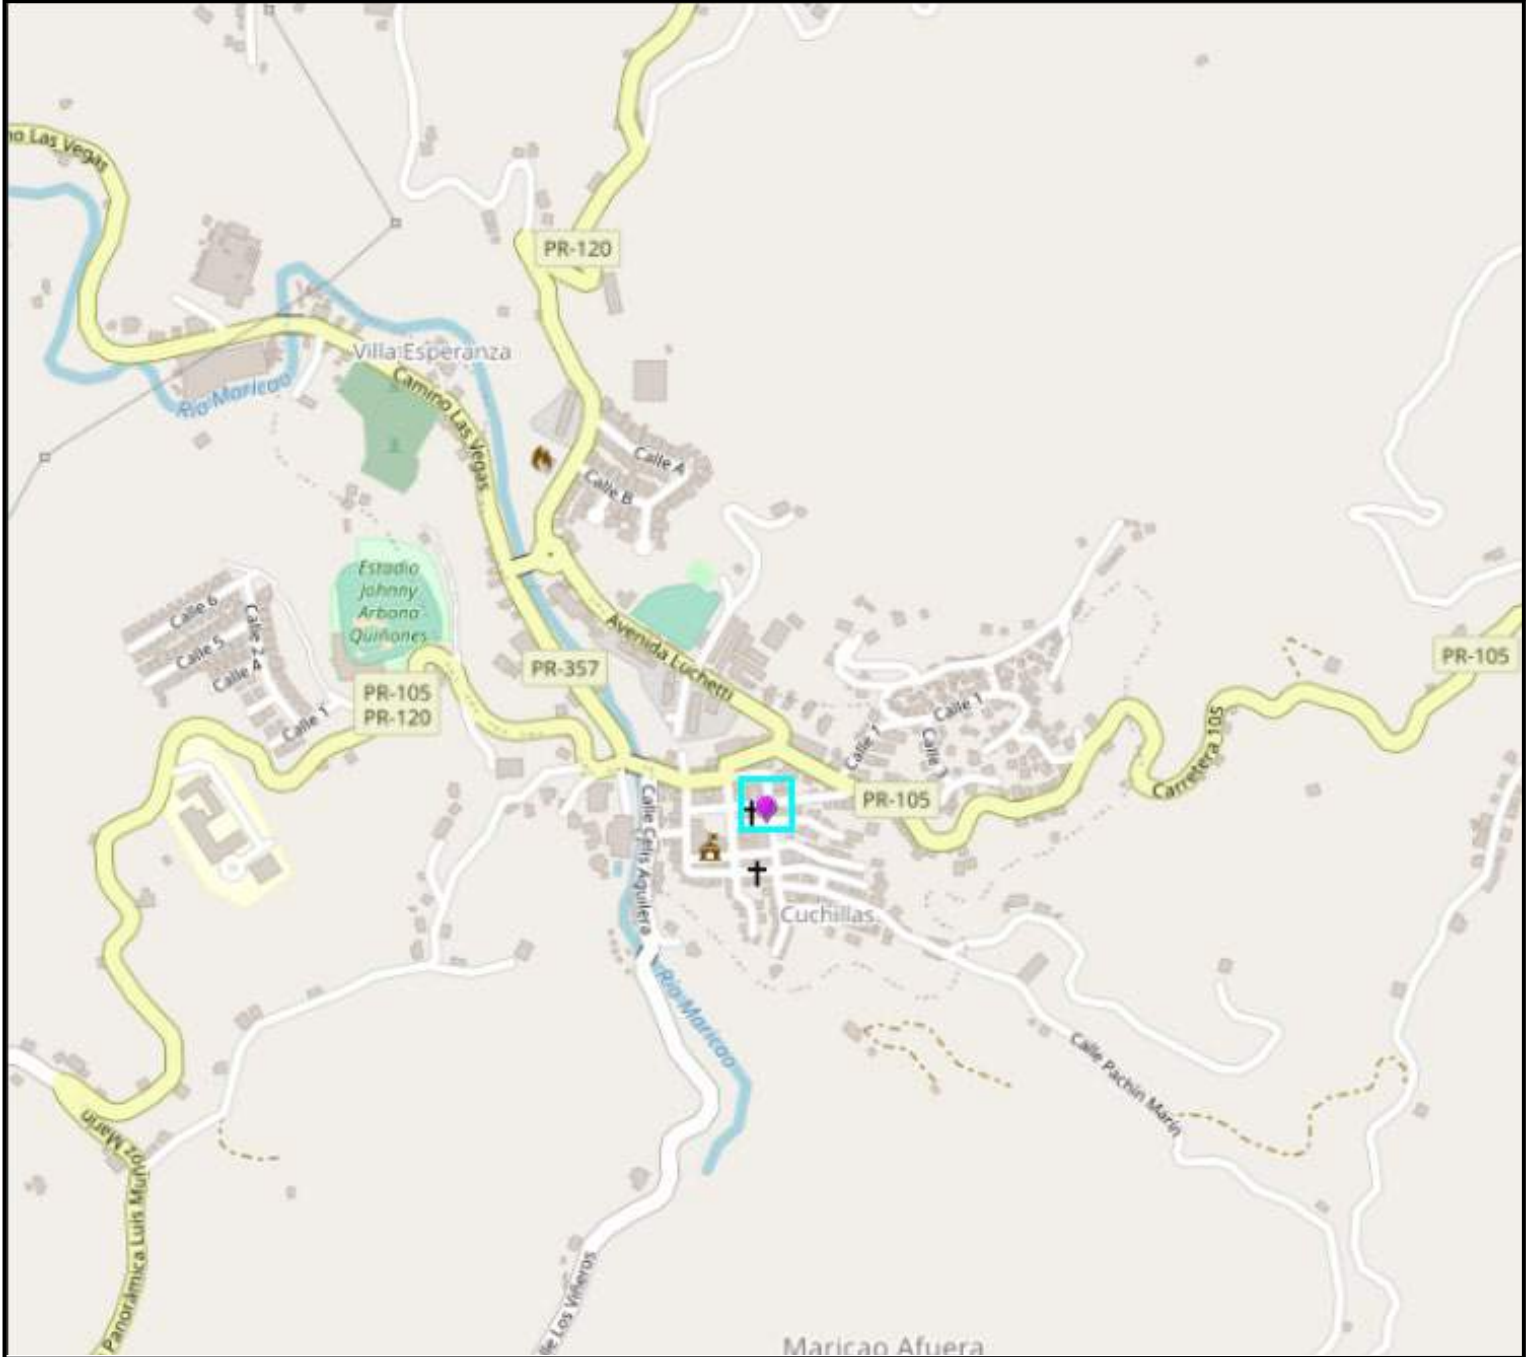 no Las Vegas
PR-120
Villa Esperanza
Río Maricao
Camino Las Vegas
Calle A
Calle B
Estadio
Johnny
Arbona
Quiñones
Calle 6
Calle 2
Calle 5
Calle 4
Calle 1
Avenida Luchetti
PR-357
PR-105
PR-105
PR-120
Calle 1
Calle 1
Carretera 105
PR-105
Calle Celis Aguilera
Cuchillas
Río Maricao
Calle Pachín Marín
Panorámica Luis Muñoz Marín
lle Los Viñeros
Maricao Afuera